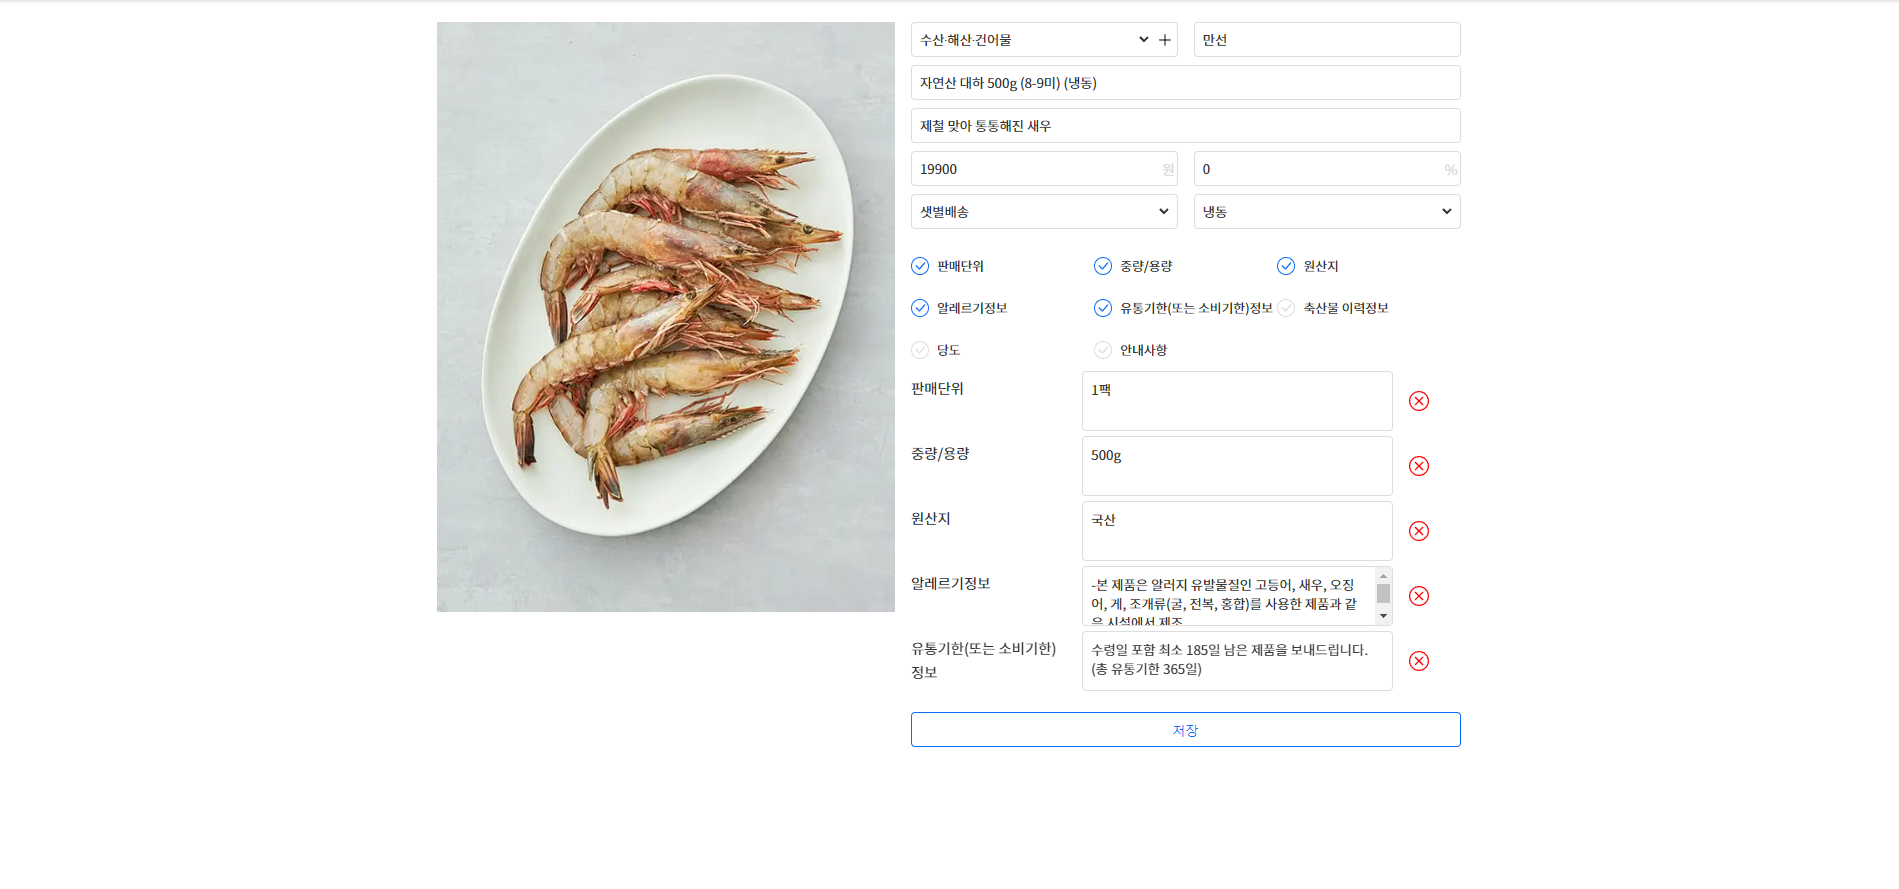 수산·해산·건어물
만선
자연산 대하 500g (8-9미) (냉동)
제철 맞아 통통해진 새우
19900 원
0 %
샛별배송
냉동
판매단위
중량/용량
원산지
알레르기정보
유통기한(또는 소비기한)정보
축산물 이력정보
당도
안내사항
판매단위
1팩
중량/용량
500g
원산지
국산
알레르기정보
-본 제품은 알러지 유발물질인 고등어, 새우, 오징
어, 게, 조개류(굴, 전복, 홍합)를 사용한 제품과 같
은 시설에서 제조
유통기한(또는 소비기한)
정보
수령일 포함 최소 185일 남은 제품을 보내드립니다.
(총 유통기한 365일)
저장